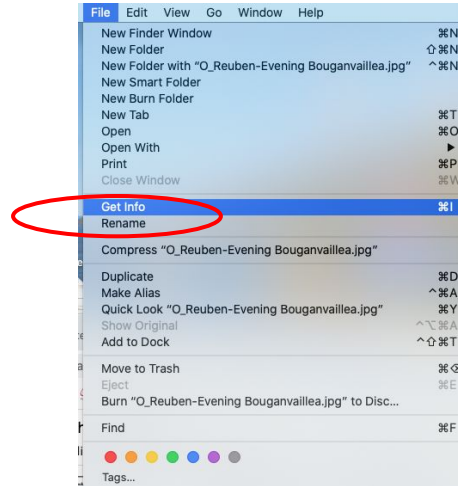 File Edit View Go Window Help
New Finder Window ⌘N
New Folder ⇧⌘N
New Folder with “O_Reuben-Evening Bouganvaillea.jpg” ^⌘N
New Smart Folder
New Burn Folder
New Tab ⌘T
Open ⌘O
Open With ▶
Print ⌘P
Close Window ⌘W
Get Info ⌘I
Rename
Compress “O_Reuben-Evening Bouganvaillea.jpg”
Duplicate ⌘D
Make Alias ^⌘A
Quick Look “O_Reuben-Evening Bouganvaillea.jpg” ⌘Y
Show Original ^⌥⌘A
Add to Dock ^⇧⌘T
Move to Trash ⌘⌫
Eject ⌘E
Burn “O_Reuben-Evening Bouganvaillea.jpg” to Disc...
Find ⌘F
Tags...